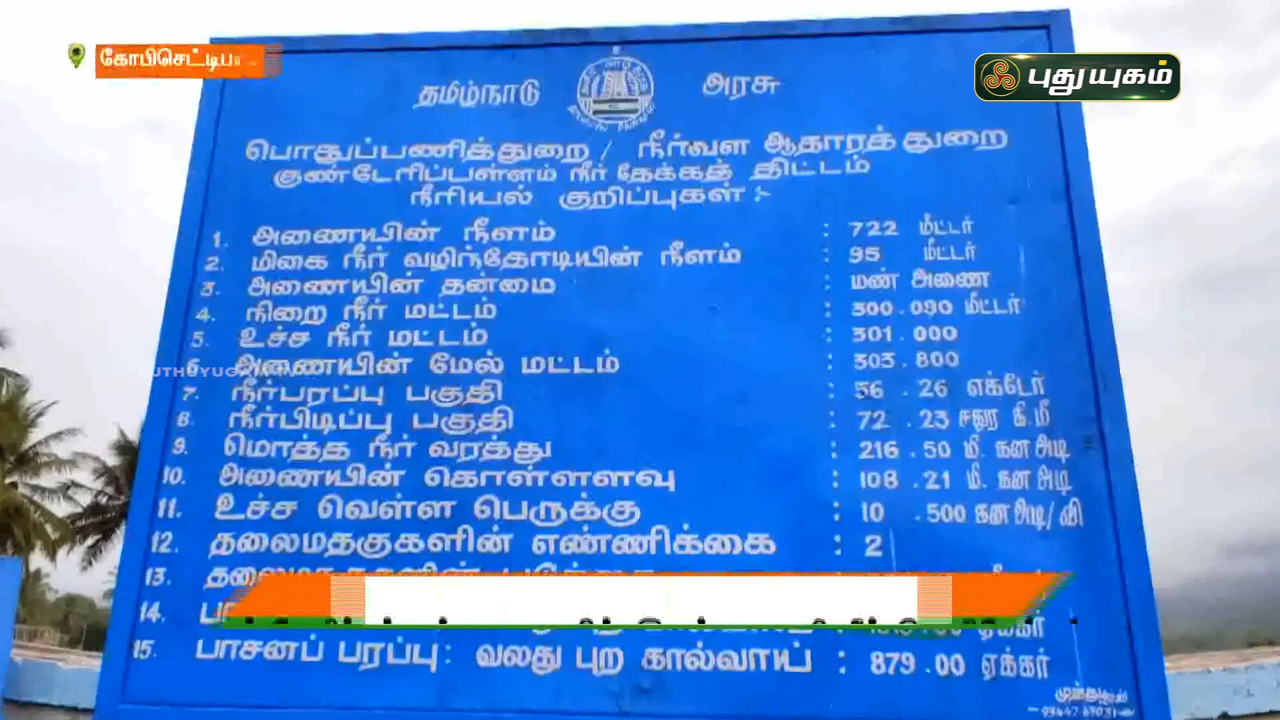 கோபிசெட்டிப
புதுயுகம்
தமிழ்நாடு அரசு
பொதுப்பணித்துறை / நீர்வள ஆதாரத்துறை
குண்டேரிப்பள்ளம் நீர் தேக்கத் திட்டம்
நீரியல் குறிப்புகள் :-
1. அணையின் நீளம் : 722 மீட்டர்
2. மிகை நீர் வழிந்தோடியின் நீளம் : 95 மீட்டர்
3. அணையின் தன்மை : மண் அணை
4. நிறை நீர் மட்டம் : 300.090 மீட்டர்
5. உச்ச நீர் மட்டம் : 301.000
6. அணையின் மேல் மட்டம் : 303.800
7. நீர்பரப்பு பகுதி : 56.26 எக்டேர்
8. நீர்பிடிப்பு பகுதி : 72.23 சதுர கி.மீ
9. மொத்த நீர் வரத்து : 216.50 மி. கன அடி
10. அணையின் கொள்ளளவு : 108.21 மி. கன அடி
11. உச்ச வெள்ள பெருக்கு : 10.500 கன அடி/வி
12. தலைமதகுகளின் எண்ணிக்கை : 2
13.
14. ஏக்கர்
15. பாசனப் பரப்பு : வலது புற கால்வாய் : 879.00 ஏக்கர்